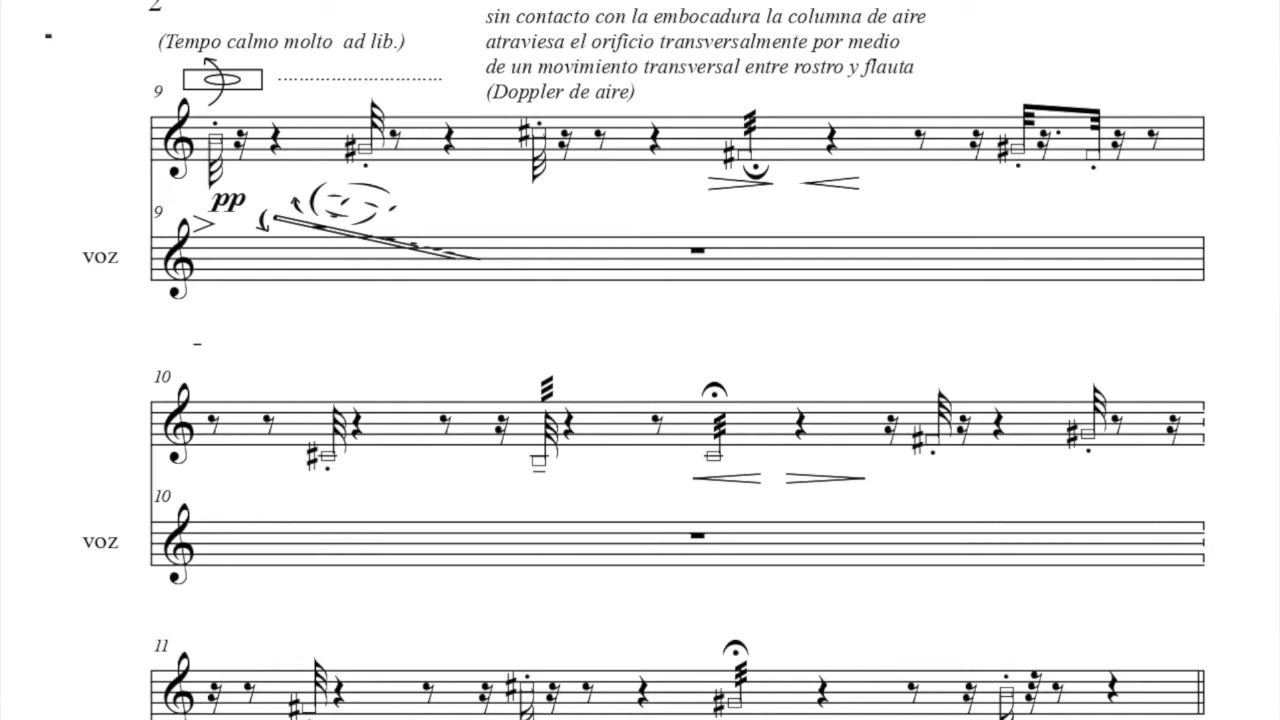 2
sin contacto con la embocadura la columna de aire
(Tempo calmo molto ad lib.)
atraviesa el orificio transversalmente por medio
de un movimiento transversal entre rostro y flauta
(Doppler de aire)
9
pp
9
voz
10
10
voz
11